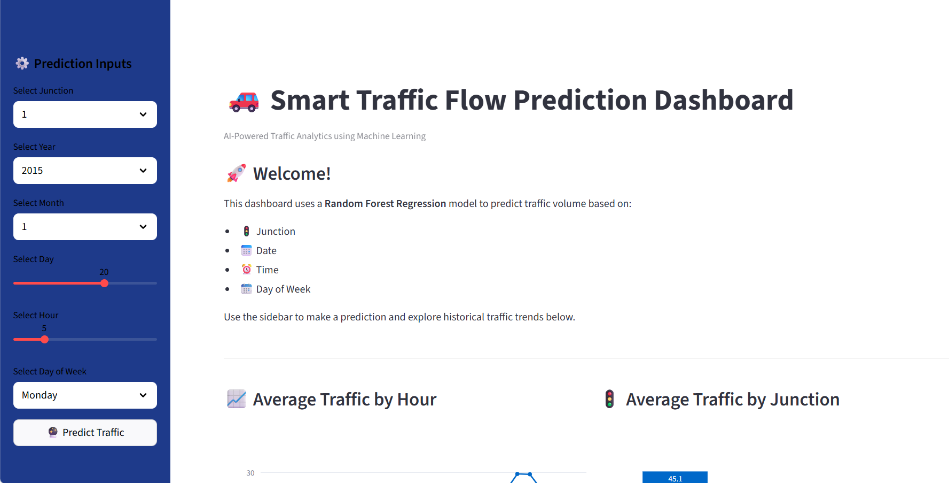 Prediction Inputs
Select Junction
1
Select Year
2015
Select Month
1
Select Day
20
Select Hour
5
Select Day of Week
Monday
Predict Traffic
Smart Traffic Flow Prediction Dashboard
AI-Powered Traffic Analytics using Machine Learning
Welcome!
This dashboard uses a Random Forest Regression model to predict traffic volume based on:
Junction
Date
Time
Day of Week
Use the sidebar to make a prediction and explore historical traffic trends below.
Average Traffic by Hour
30
Average Traffic by Junction
45.1